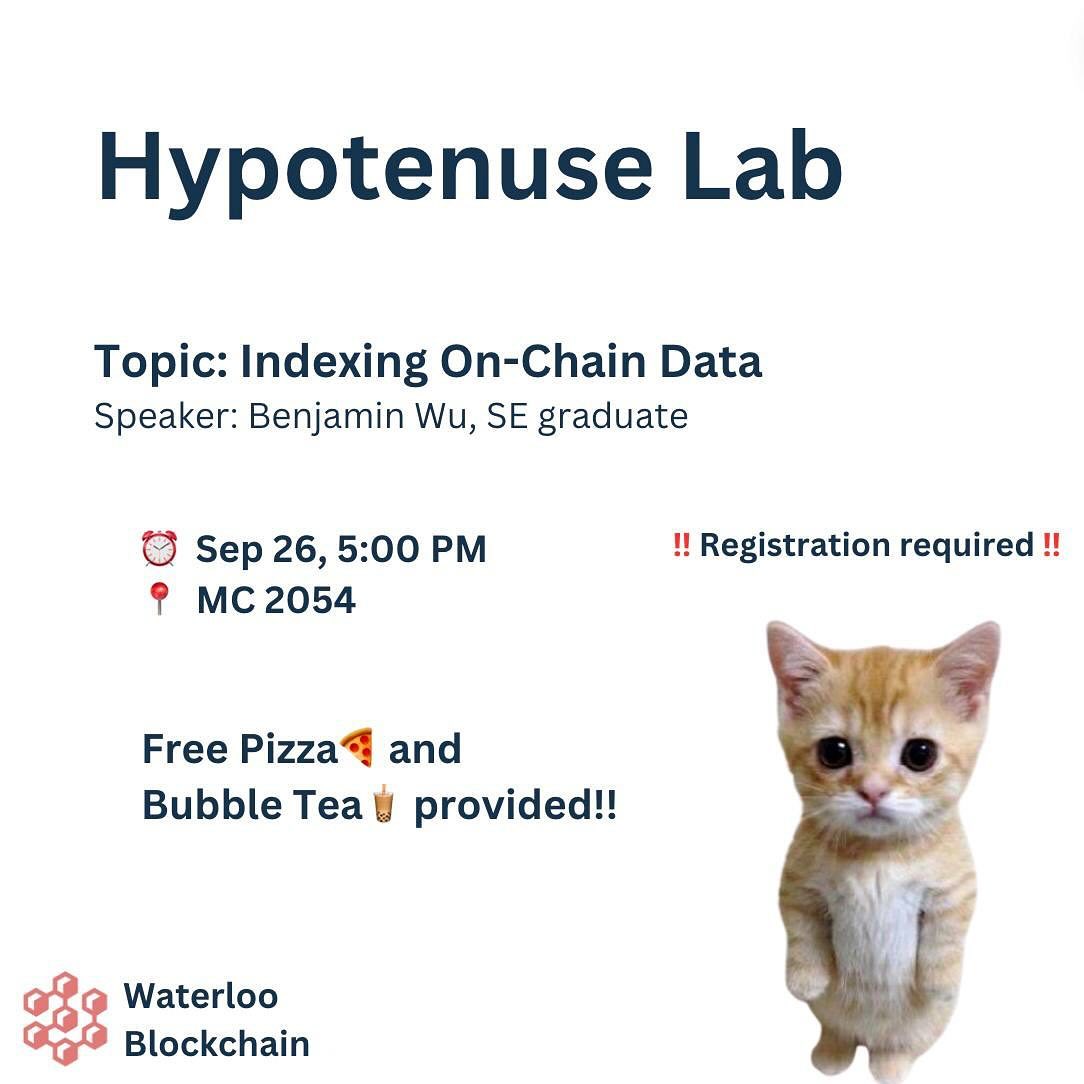 Hypotenuse Lab
Topic: Indexing On-Chain Data
Speaker: Benjamin Wu, SE graduate
⏰ Sep 26, 5:00 PM
📍 MC 2054
‼️ Registration required ‼️
Free Pizza🍕 and
Bubble Tea🧋 provided!!
Waterloo
Blockchain